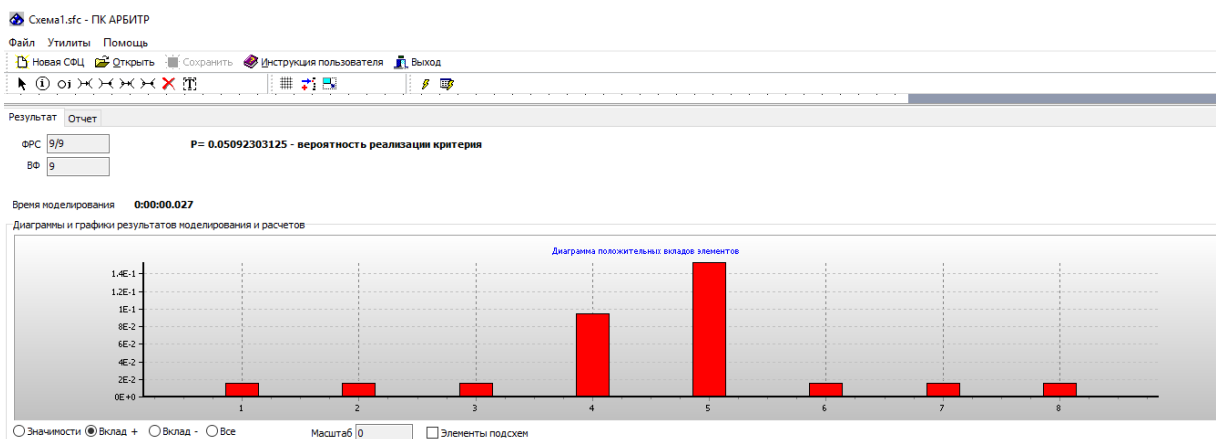 Схема1.sfc - ПК АРБИТР
Файл Утилиты Помощь
Новая СФЦ Открыть Сохранить Инструкция пользователя Выход
Результат Отчет
ФРС 9/9 P= 0.05092303125 - вероятность реализации критерия
ВФ 9
Время моделирования 0:00:00.027
Диаграммы и графики результатов моделирования и расчетов
Диаграмма положительных вкладов элементов
1.4E-1
1.2E-1
1E-1
8E-2
6E-2
4E-2
2E-2
0E+0
1 2 3 4 5 6 7 8
Значимости Вклад + Вклад - Все Масштаб 0 Элементы подсхем